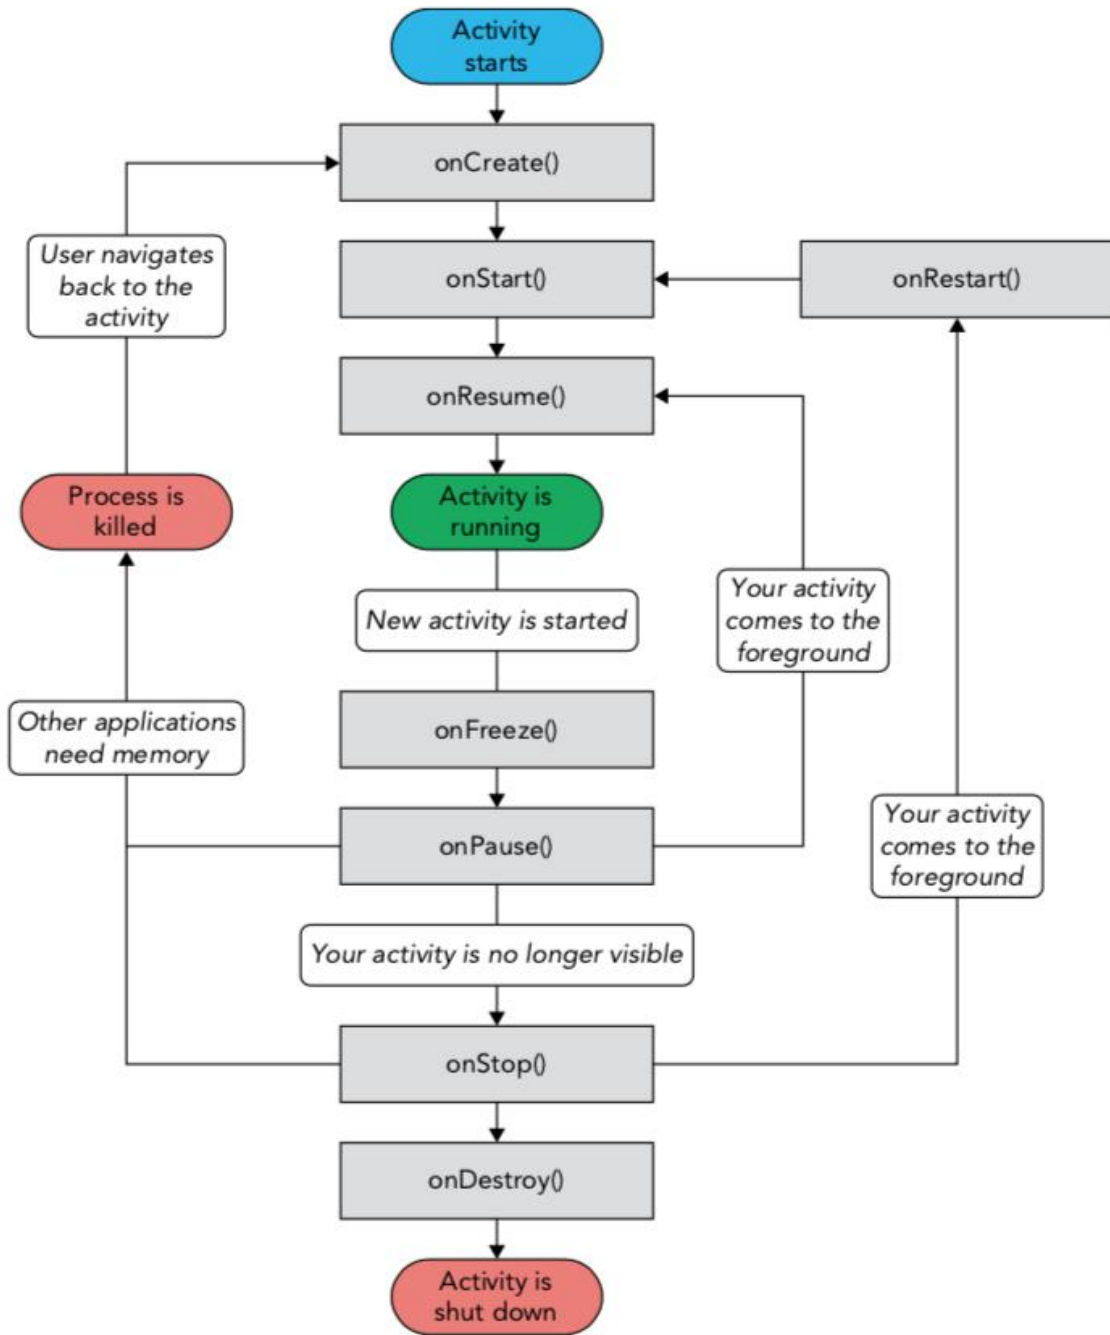 Activity
starts
onCreate()
User navigates
back to the
activity
onStart()
onRestart()
onResume()
Process is
killed
Activity is
running
Your activity
comes to the
foreground
New activity is started
Other applications
need memory
onFreeze()
Your activity
comes to the
foreground
onPause()
Your activity is no longer visible
onStop()
onDestroy()
Activity is
shut down